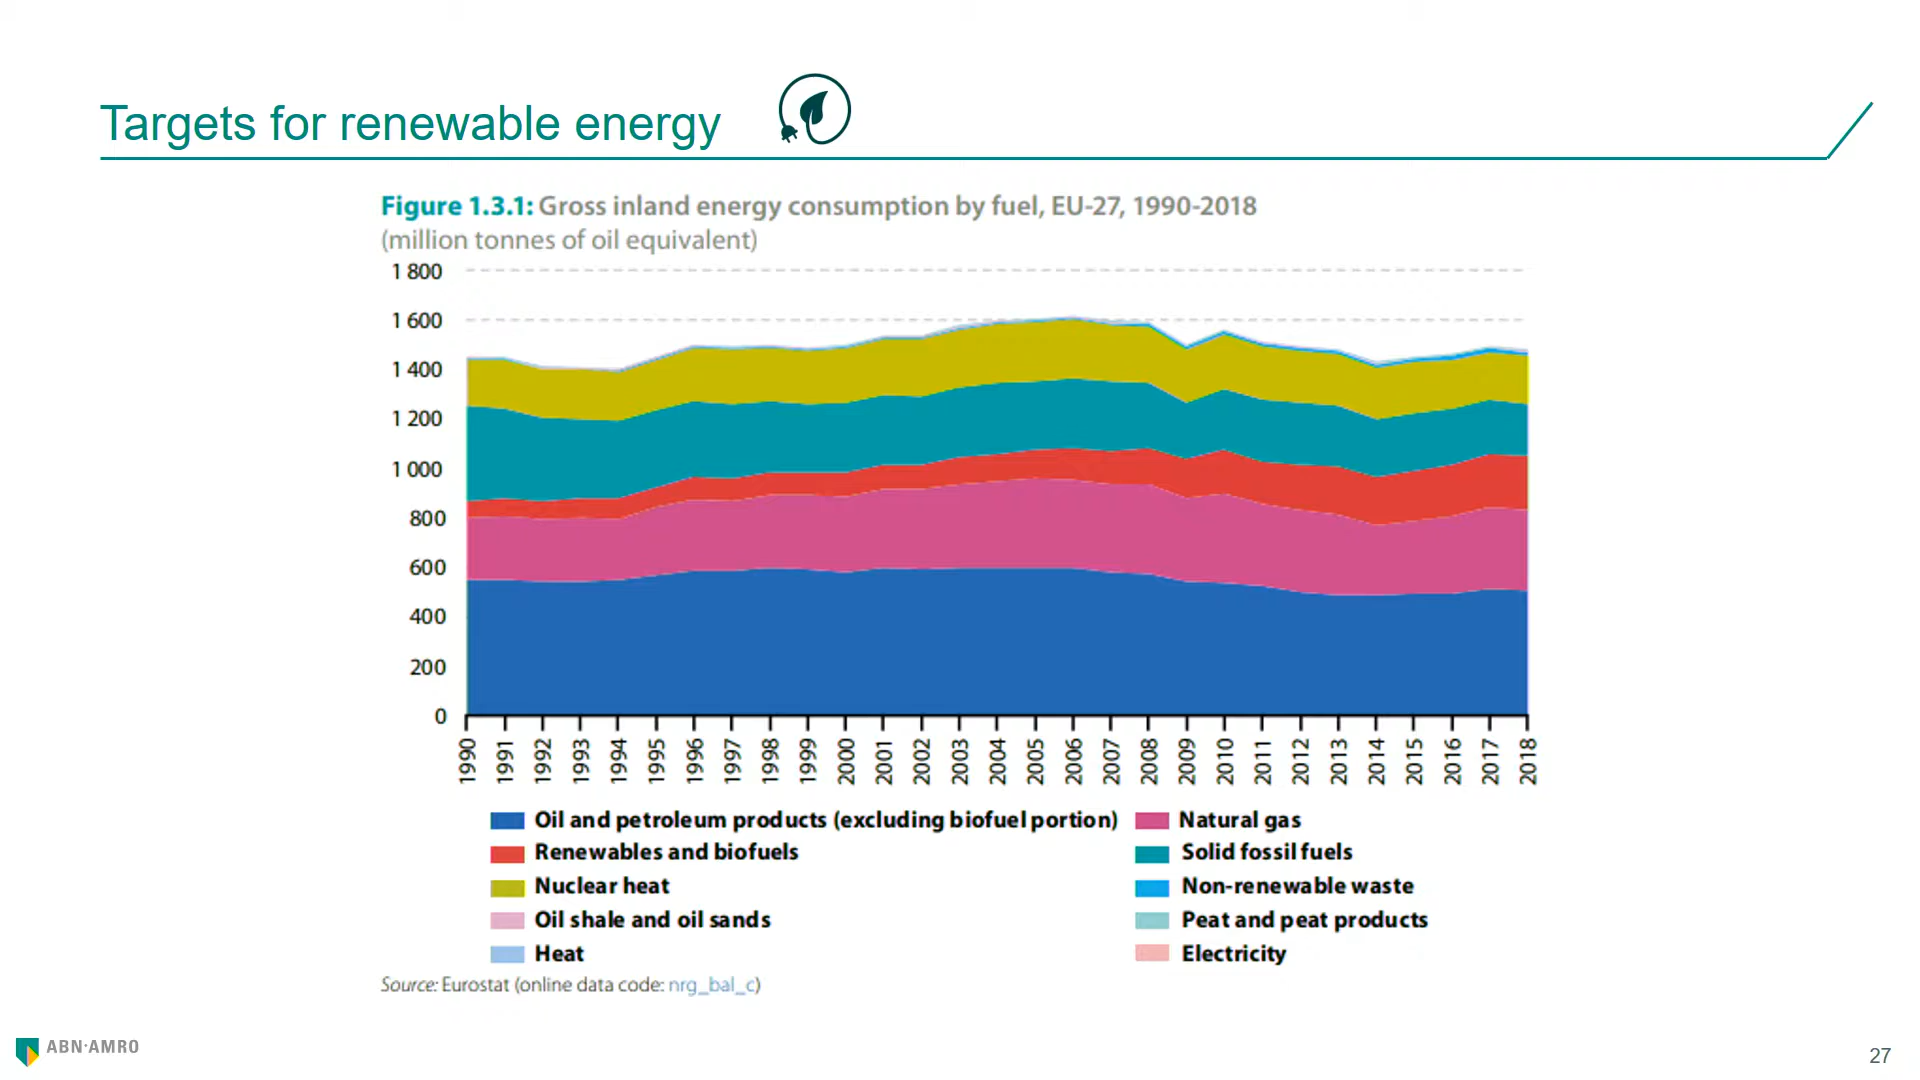 Targets for renewable energy
Figure 1.3.1: Gross inland energy consumption by fuel, EU-27, 1990-2018
(million tonnes of oil equivalent)
1 800
1 600
1 400
1 200
1 000
800
600
400
200
0
1990 1991 1992 1993 1994 1995 1996 1997 1998 1999 2000 2001 2002 2003 2004 2005 2006 2007 2008 2009 2010 2011 2012 2013 2014 2015 2016 2017 2018
Oil and petroleum products (excluding biofuel portion) Natural gas
Renewables and biofuels Solid fossil fuels
Nuclear heat Non-renewable waste
Oil shale and oil sands Peat and peat products
Heat Electricity
Source: Eurostat (online data code: nrg_bal_c)
ABN·AMRO
27